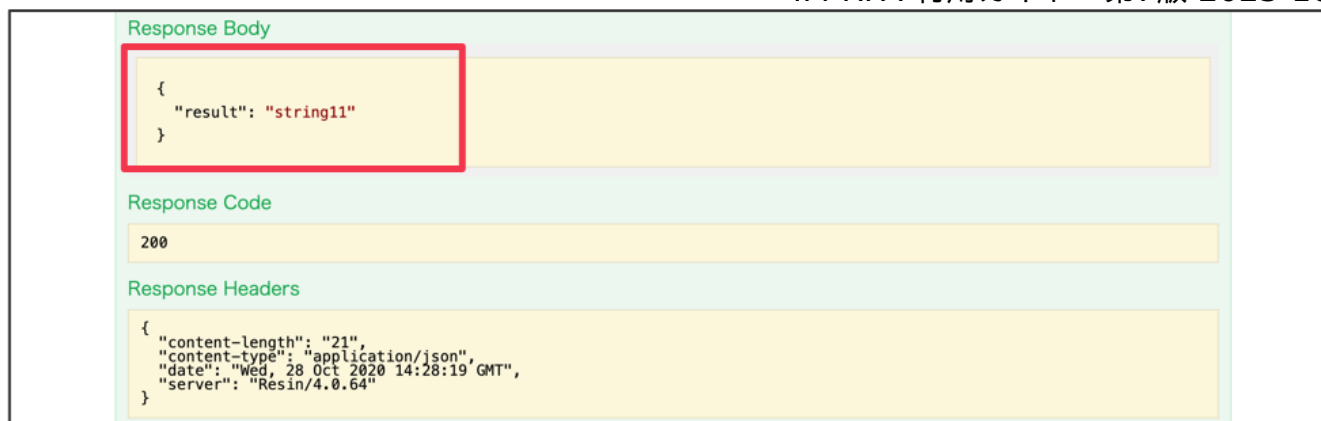 Response Body
{
"result": "string11"
}
Response Code
200
Response Headers
{
"content-length": "21",
"content-type": "application/json",
"date": "Wed, 28 Oct 2020 14:28:19 GMT",
"server": "Resin/4.0.64"
}